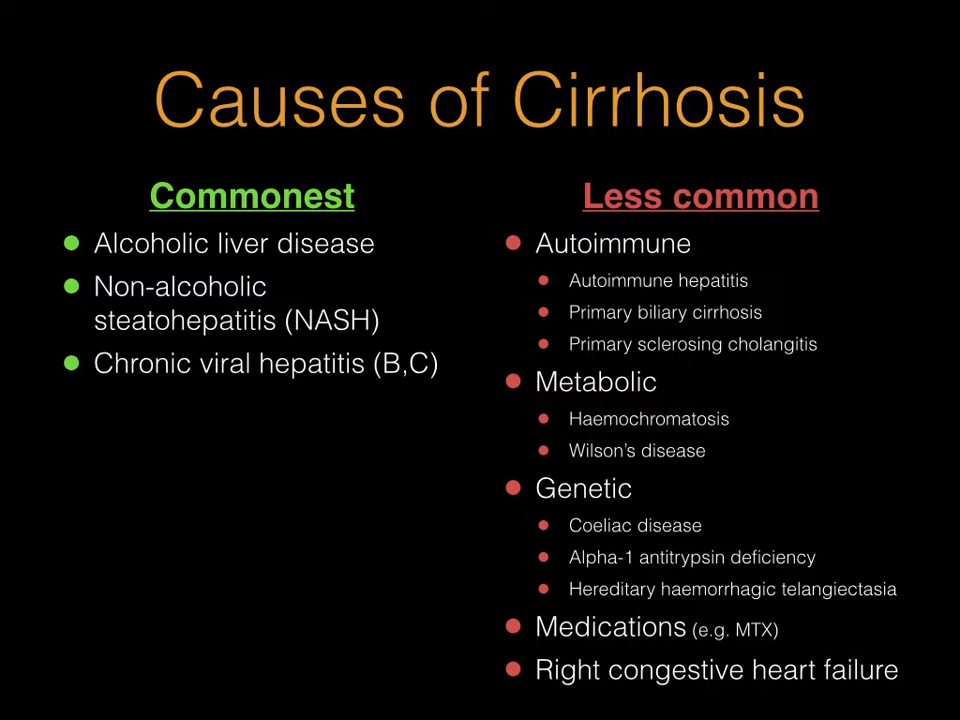 Causes of Cirrhosis
Commonest
Alcoholic liver disease
Non-alcoholic
steatohepatitis (NASH)
Chronic viral hepatitis (B,C)
Less common
Autoimmune
Autoimmune hepatitis
Primary biliary cirrhosis
Primary sclerosing cholangitis
Metabolic
Haemochromatosis
Wilson’s disease
Genetic
Coeliac disease
Alpha-1 antitrypsin deficiency
Hereditary haemorrhagic telangiectasia
Medications (e.g. MTX)
Right congestive heart failure